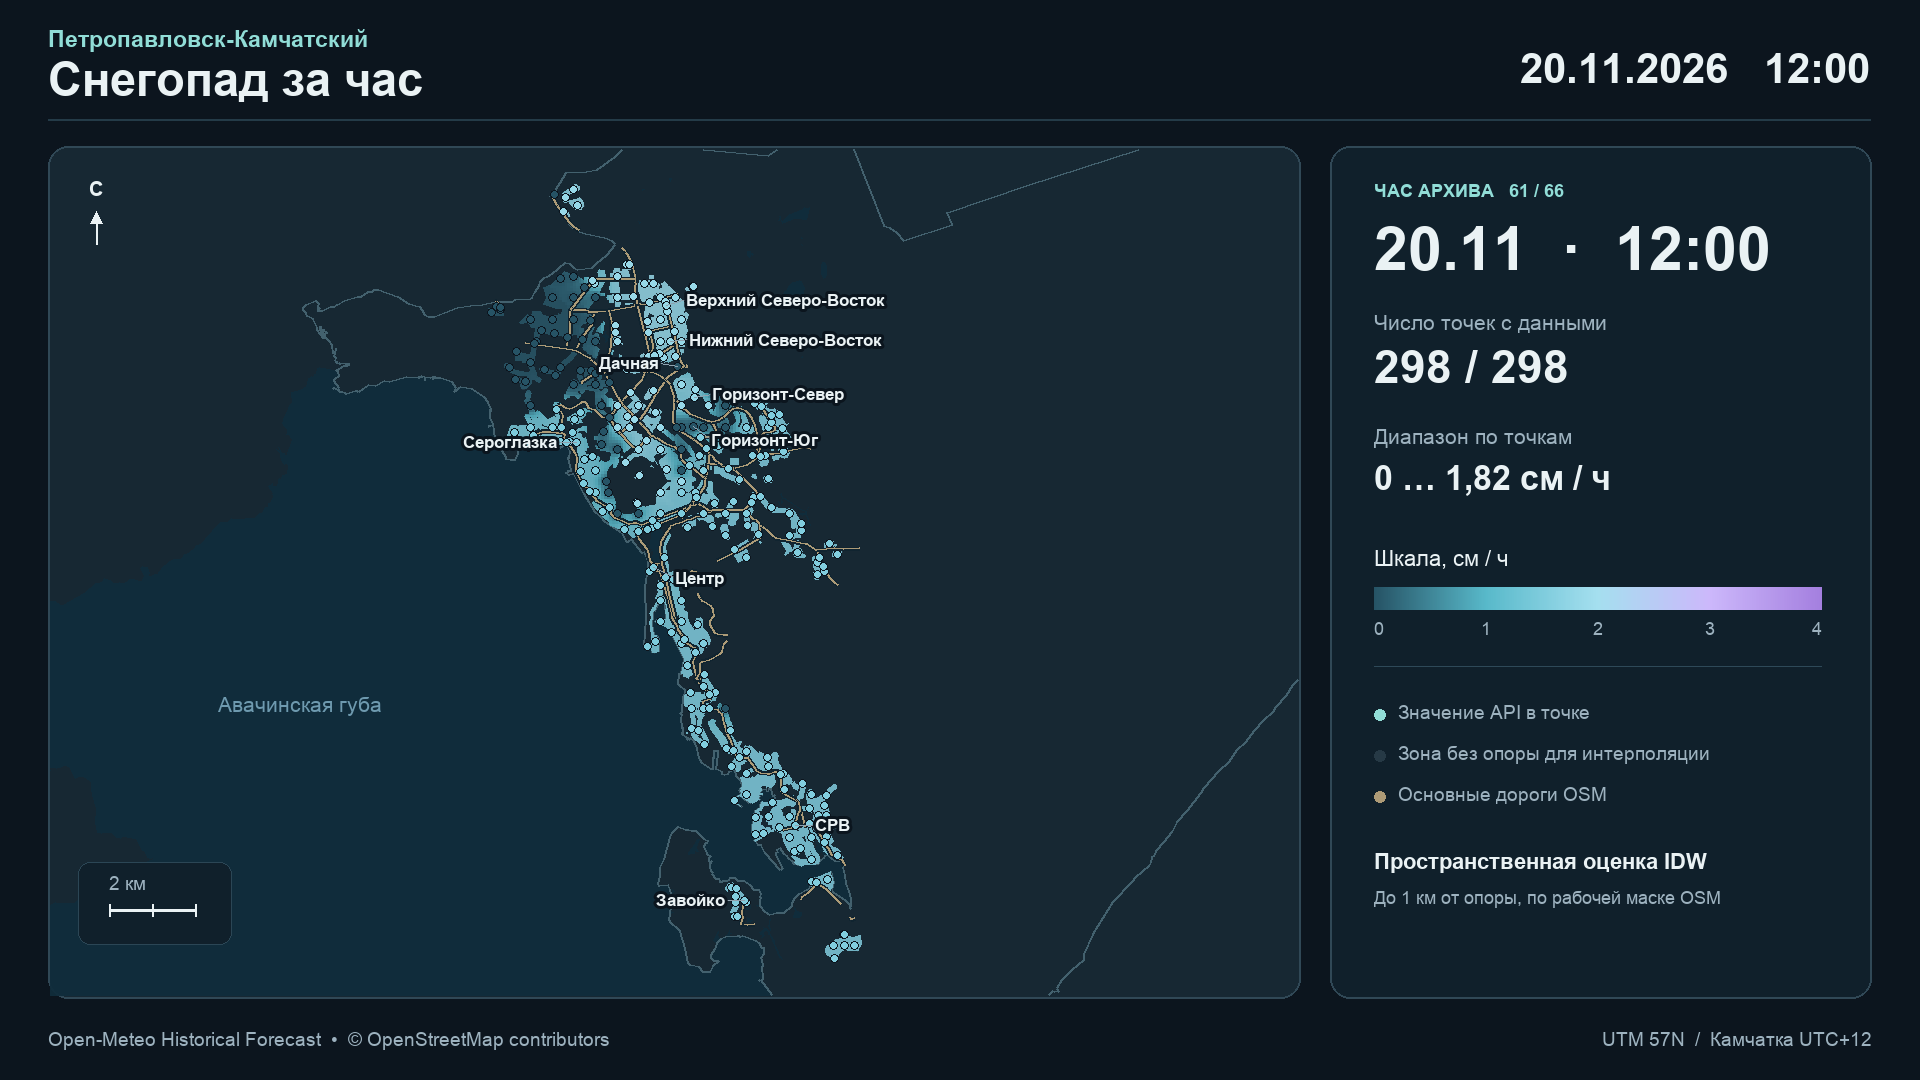 Петропавловск-Камчатский
Снегопад за час
20.11.2026 12:00
С
Верхний Северо-Восток
Нижний Северо-Восток
Дачная
Горизонт-Север
Горизонт-Юг
Сероглазка
Центр
Авачинская губа
СРВ
Завойко
2 км
ЧАС АРХИВА 61 / 66
20.11 · 12:00
Число точек с данными
298 / 298
Диапазон по точкам
0 … 1,82 см / ч
Шкала, см / ч
0 1 2 3 4
Значение API в точке
Зона без опоры для интерполяции
Основные дороги OSM
Пространственная оценка IDW
До 1 км от опоры, по рабочей маске OSM
Open-Meteo Historical Forecast • © OpenStreetMap contributors
UTM 57N / Камчатка UTC+12